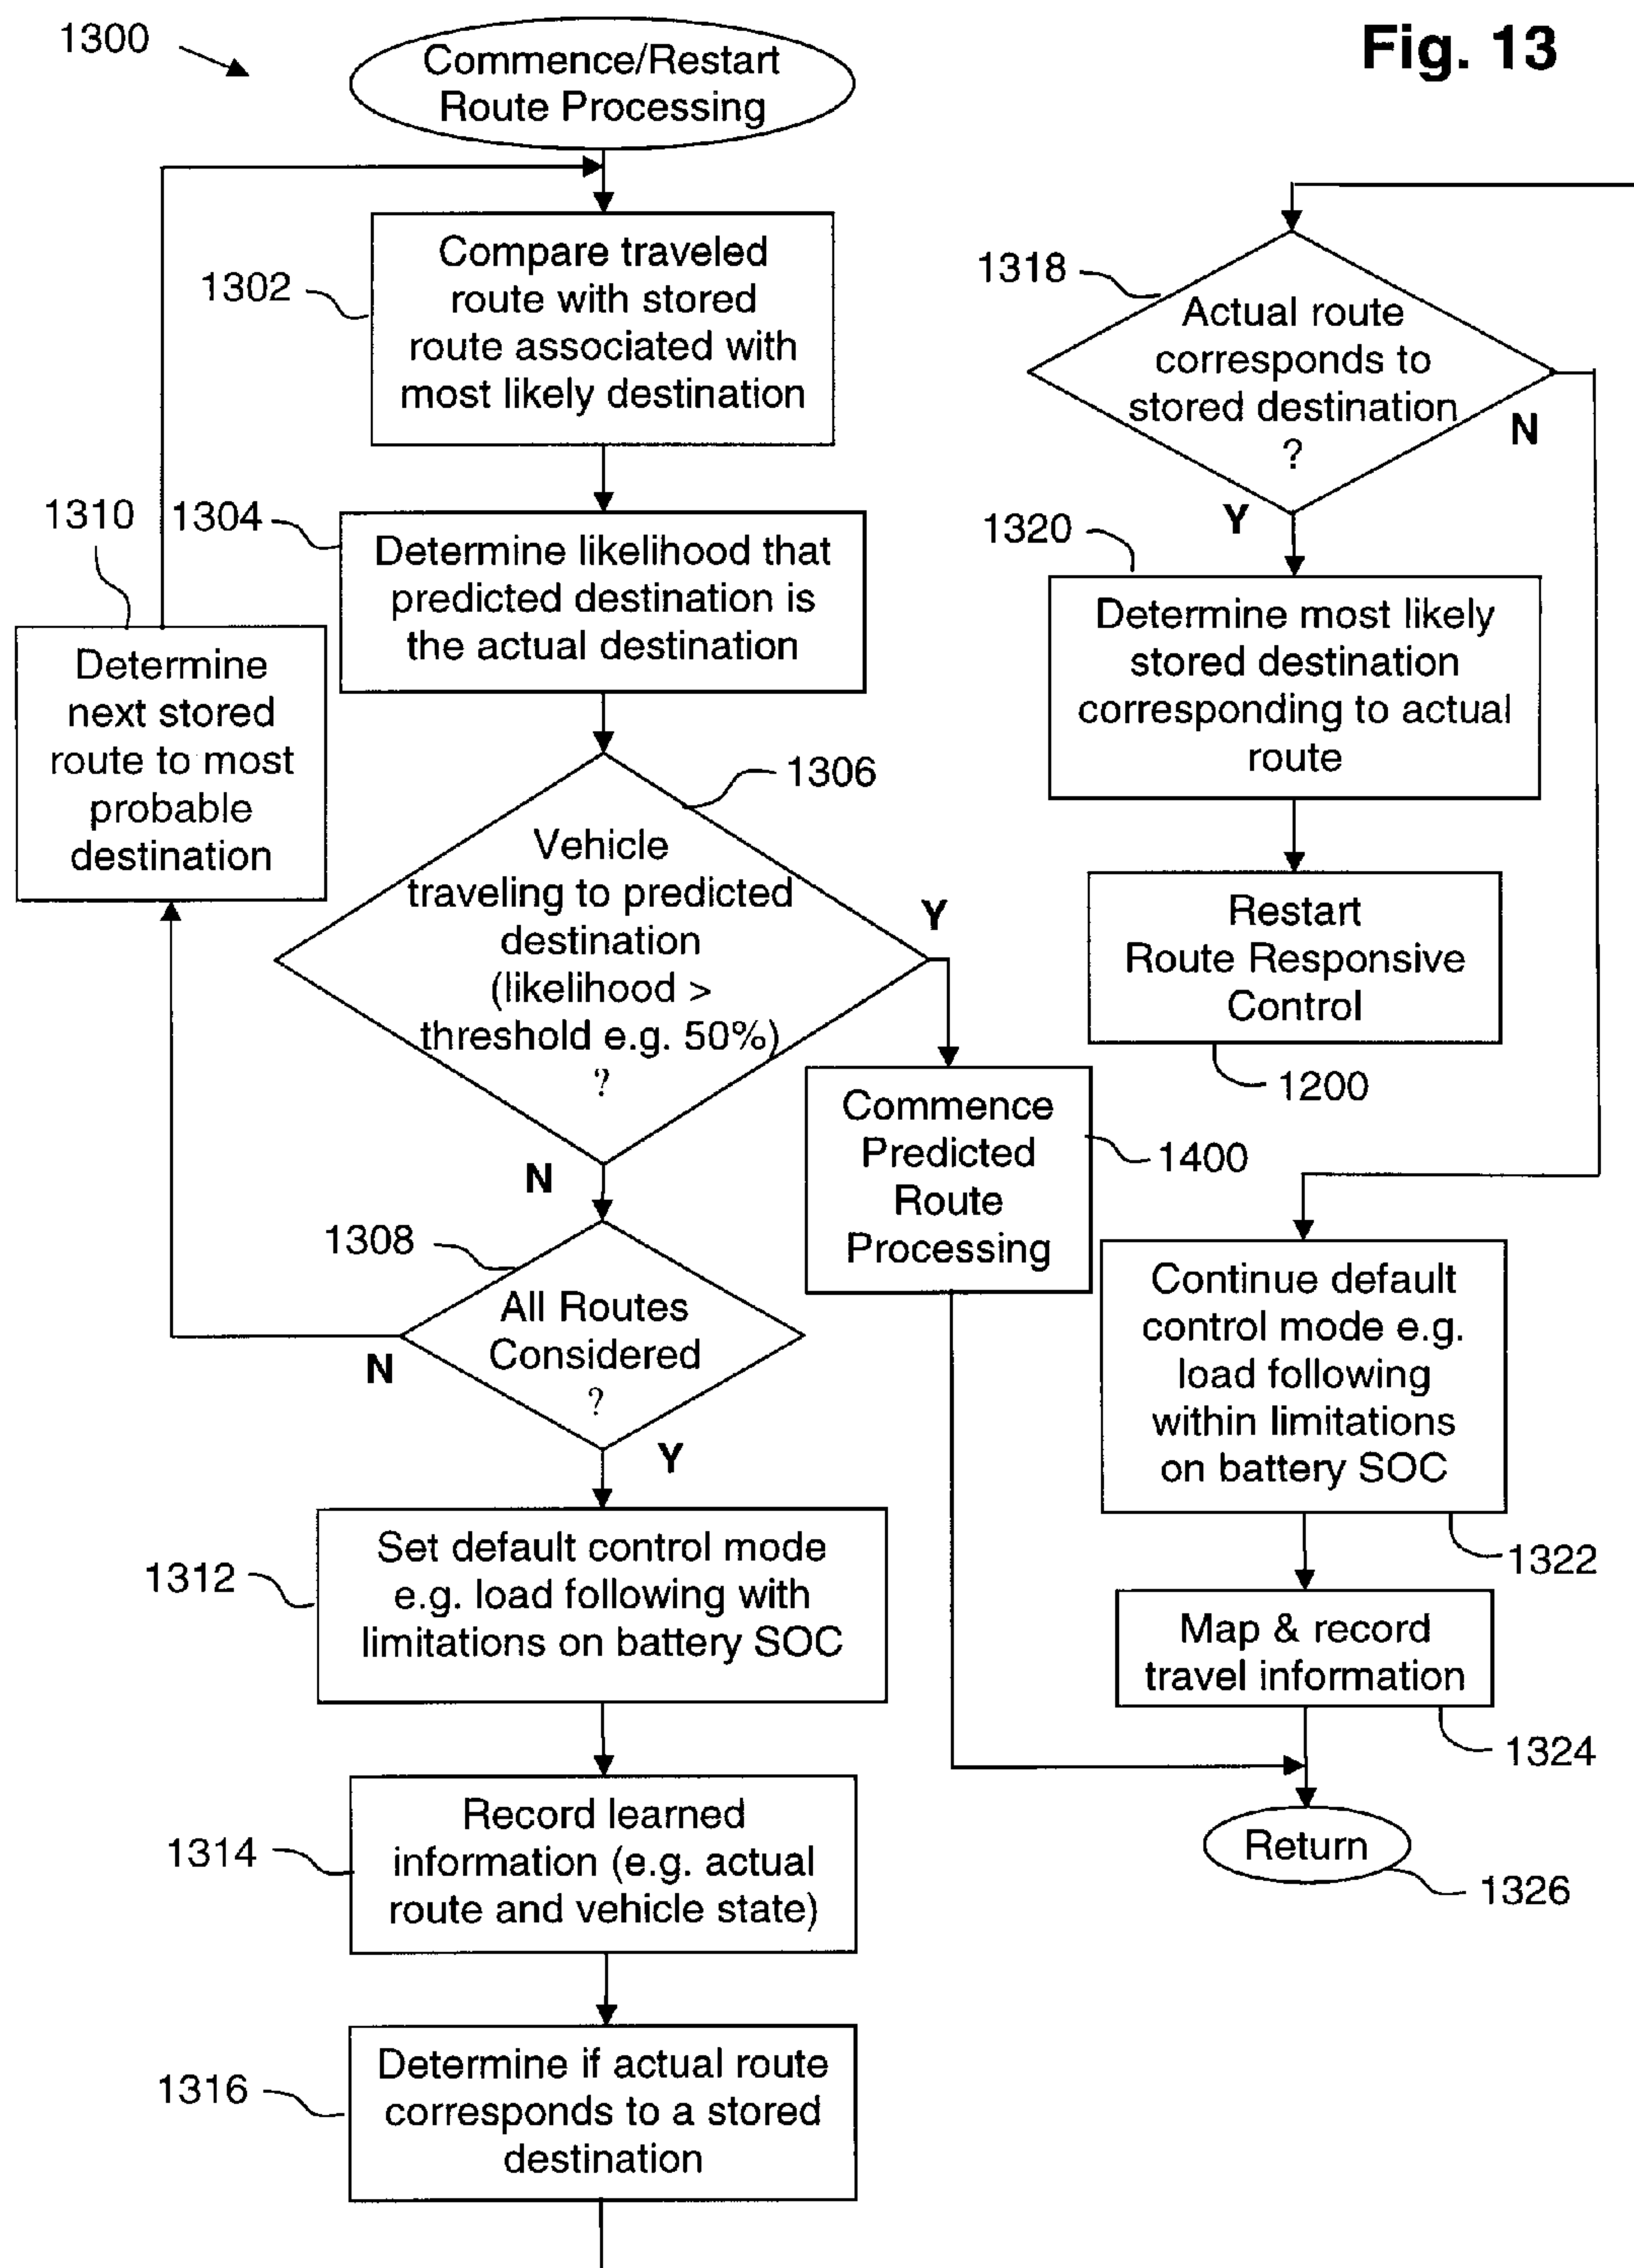 Fig. 13
1300
Commence/Restart
Route Processing
1302
Compare traveled
route with stored
route associated with
most likely destination
1304
Determine likelihood that
predicted destination is
the actual destination
1310
Determine
next stored
route to most
probable
destination
1306
Vehicle
traveling to predicted
destination
(likelihood >
threshold e.g. 50%)
?
Y
N
1308
All Routes
Considered
?
N
Y
Commence
Predicted
Route
Processing
1400
1312
Set default control mode
e.g. load following with
limitations on battery SOC
1314
Record learned
information (e.g. actual
route and vehicle state)
1316
Determine if actual route
corresponds to a stored
destination
1318
Actual route
corresponds to
stored destination
?
N
Y
1320
Determine most likely
stored destination
corresponding to actual
route
Restart
Route Responsive
Control
1200
Continue default
control mode e.g.
load following
within limitations
on battery SOC
1322
Map & record
travel information
1324
Return
1326